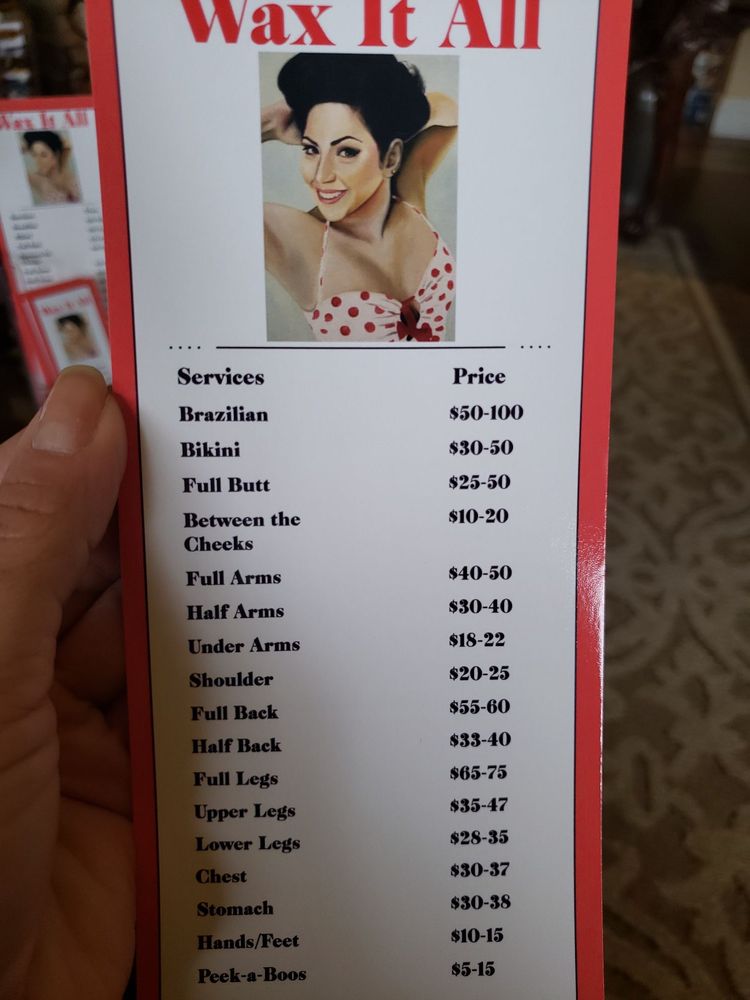 Wax It All
Wax It All
Services Price
Brazilian $50-100
Bikini $30-50
Full Butt $25-50
Between the $10-20
Cheeks
Full Arms $40-50
Half Arms $30-40
Under Arms $18-22
Shoulder $20-25
Full Back $55-60
Half Back $33-40
Full Legs $65-75
Upper Legs $35-47
Lower Legs $28-35
Chest $30-37
Stomach $30-38
Hands/Feet $10-15
Peek-a-Boos $5-15